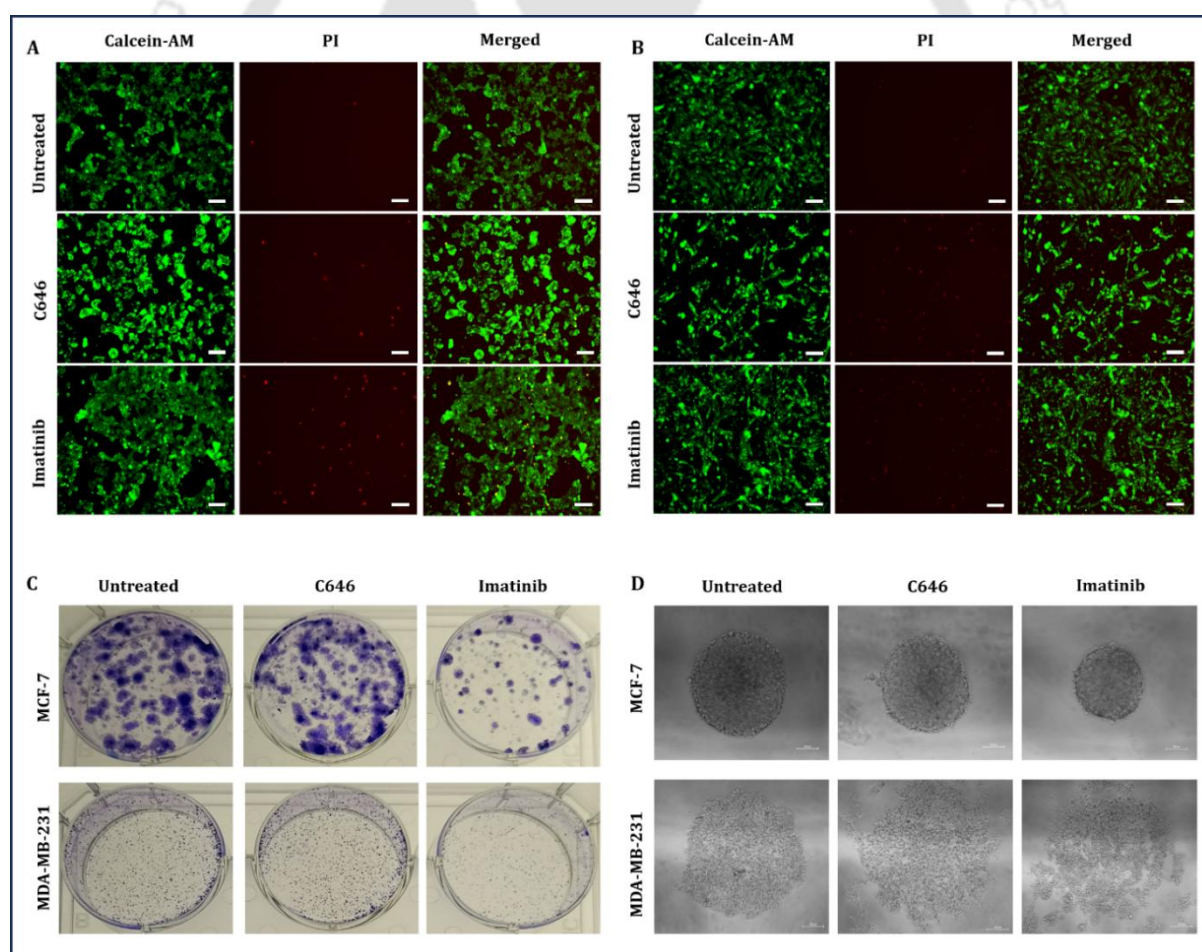 A Calcein-AM PI Merged
Untreated
C646
Imatinib
B Calcein-AM PI Merged
Untreated
C646
Imatinib
C Untreated C646 Imatinib
MCF-7
MDA-MB-231
D Untreated C646 Imatinib
MCF-7
MDA-MB-231